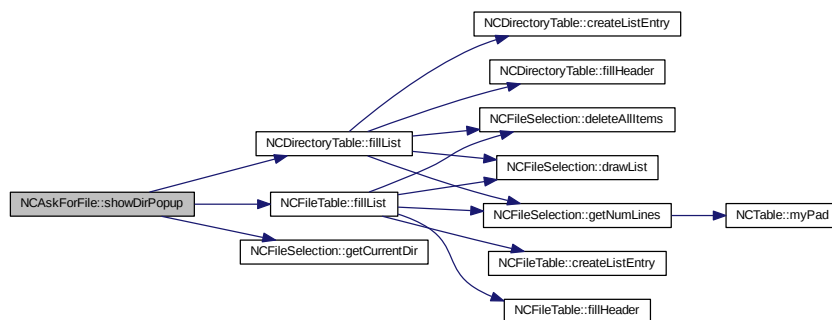 NCDirectoryTable::createListEntry
NCDirectoryTable::fillHeader
NCFileSelection::deleteAllItems
NCDirectoryTable::fillList
NCFileSelection::drawList
NCAskForFile::showDirPopup
NCFileTable::fillList
NCFileSelection::getNumLines
NCTable::myPad
NCFileSelection::getCurrentDir
NCFileTable::createListEntry
NCFileTable::fillHeader